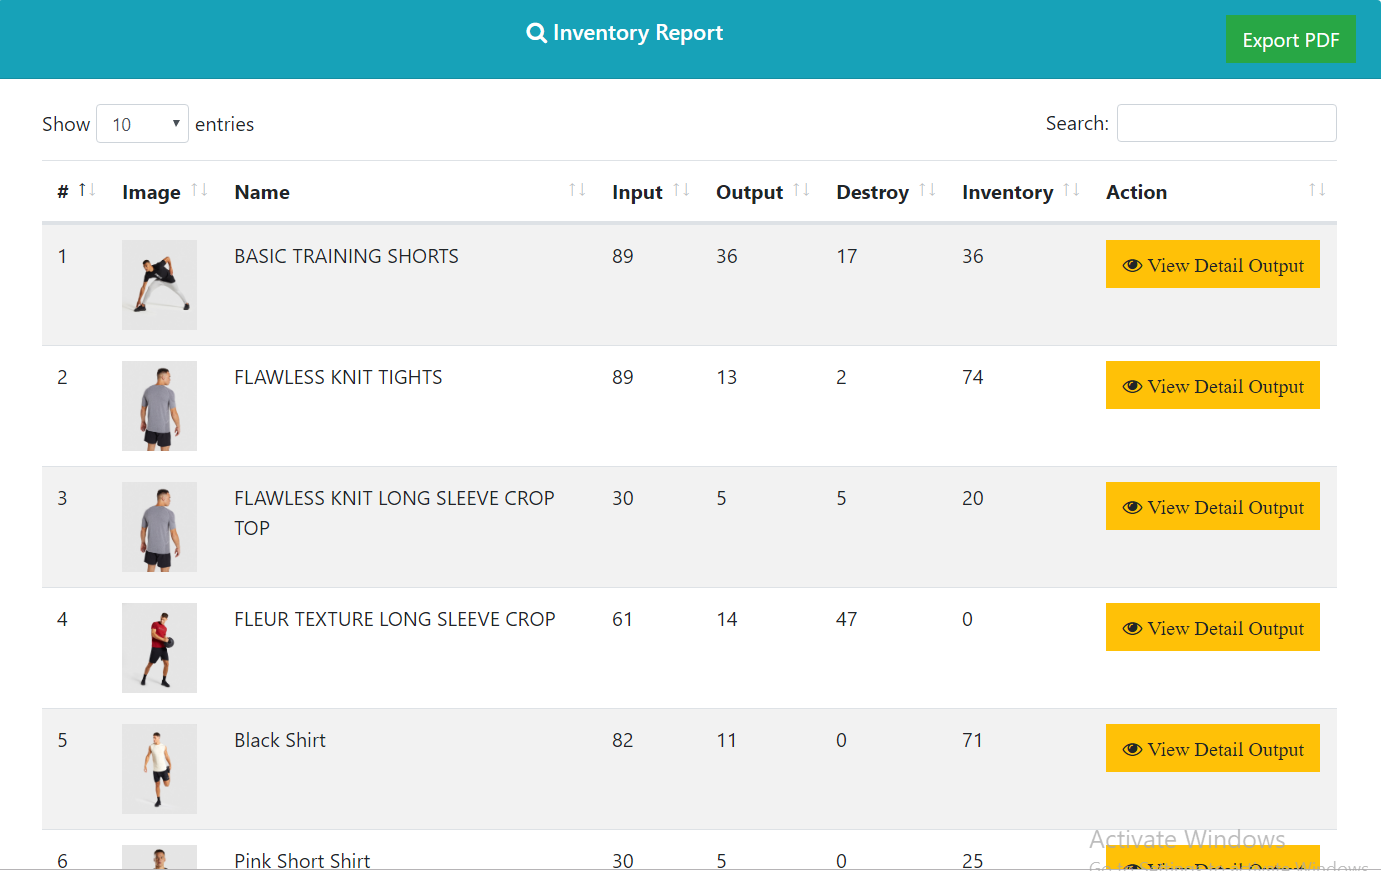 Inventory Report
Export PDF
Show 10 entries
Search:
# Image Name Input Output Destroy Inventory Action
1 BASIC TRAINING SHORTS 89 36 17 36 View Detail Output
2 FLAWLESS KNIT TIGHTS 89 13 2 74 View Detail Output
3 FLAWLESS KNIT LONG SLEEVE CROP 30 5 5 20 View Detail Output
TOP
4 FLEUR TEXTURE LONG SLEEVE CROP 61 14 47 0 View Detail Output
5 Black Shirt 82 11 0 71 View Detail Output
Activate Windows
6 Pink Short Shirt 30 5 0 25